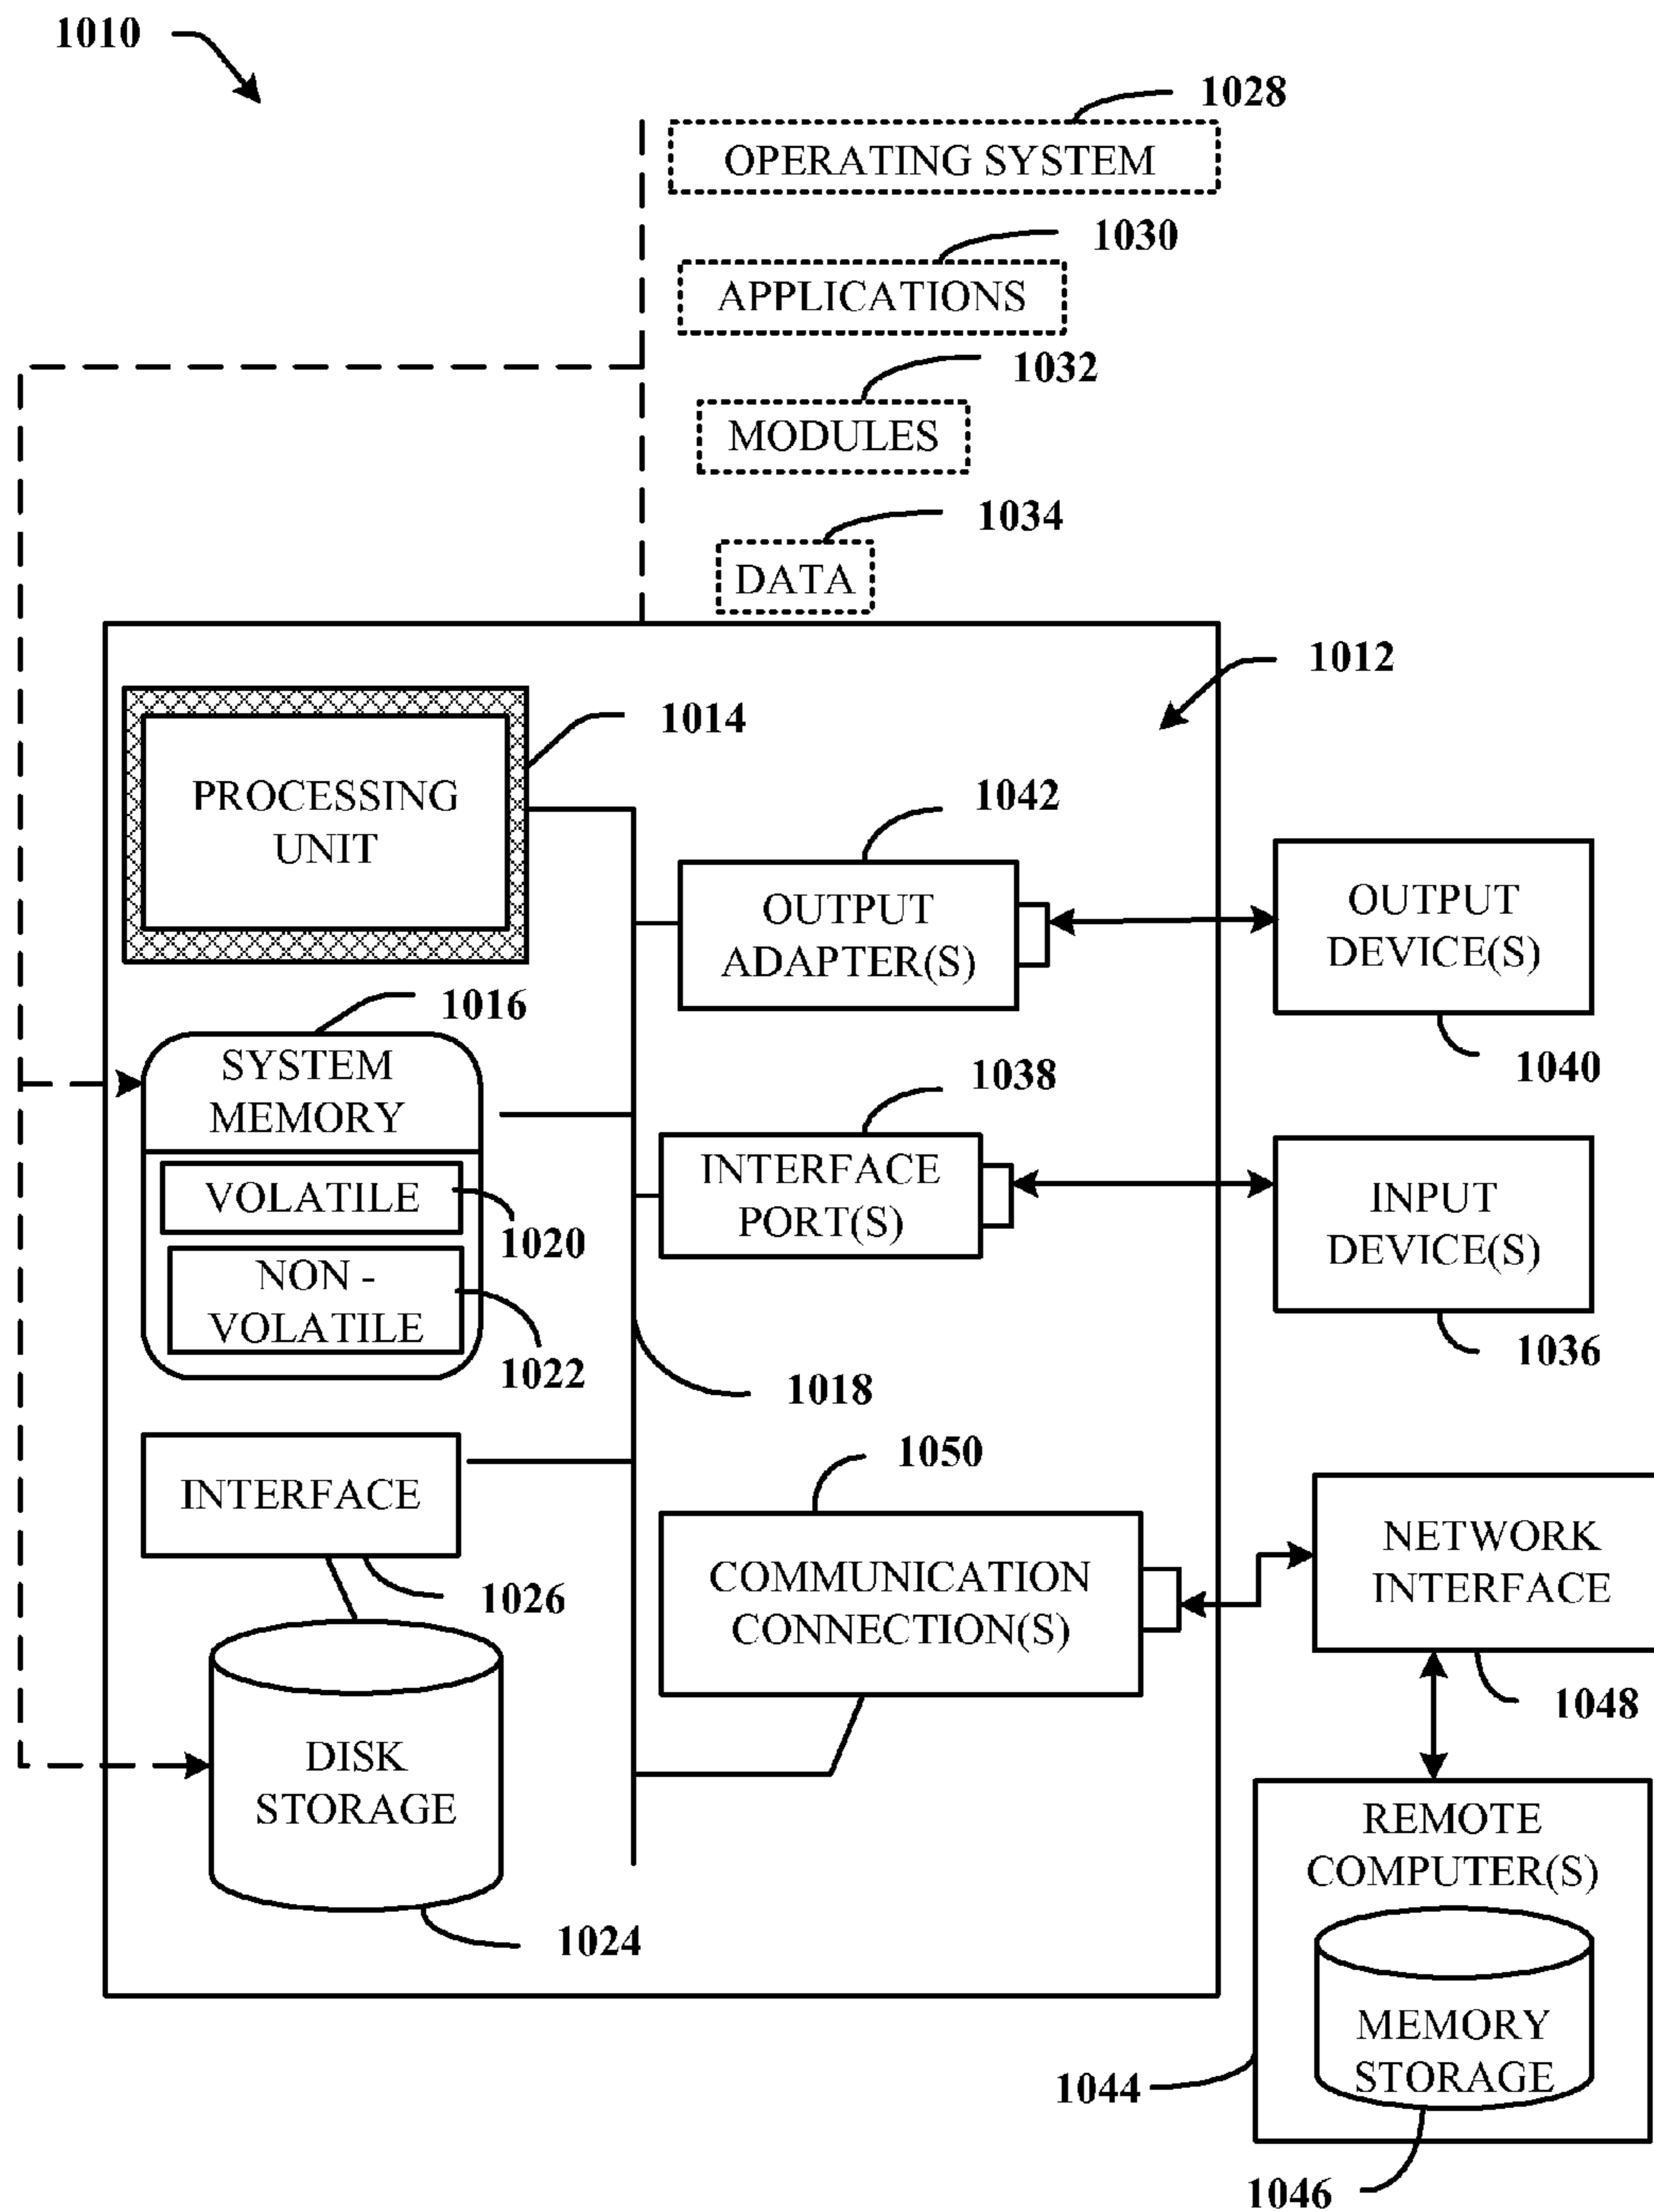 1010
1028
OPERATING SYSTEM
1030
APPLICATIONS
1032
MODULES
1034
DATA
1012
1014
PROCESSING
UNIT
1042
OUTPUT
ADAPTER(S)
OUTPUT
DEVICE(S)
1040
1016
SYSTEM
MEMORY
VOLATILE
1020
NON -
VOLATILE
1022
1038
INTERFACE
PORT(S)
INPUT
DEVICE(S)
1036
1018
INTERFACE
1026
1050
COMMUNICATION
CONNECTION(S)
NETWORK
INTERFACE
1048
DISK
STORAGE
1024
REMOTE
COMPUTER(S)
MEMORY
STORAGE
1044
1046